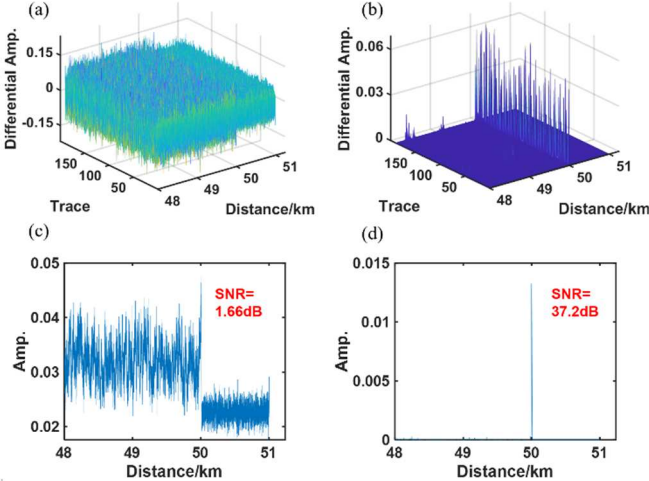 (a)
Differential Amp.
0.15
0
-0.15
150
100
50
Trace
48
49
50
51
Distance/km
(b)
Differential Amp.
0.06
0.03
0
150
100
50
Trace
48
49
50
51
Distance/km
(c)
Amp.
0.05
0.04
0.03
0.02
SNR=
1.66dB
48
49
50
51
Distance/km
(d)
Amp.
0.015
0.01
0.005
0
SNR=
37.2dB
48
49
50
51
Distance/km